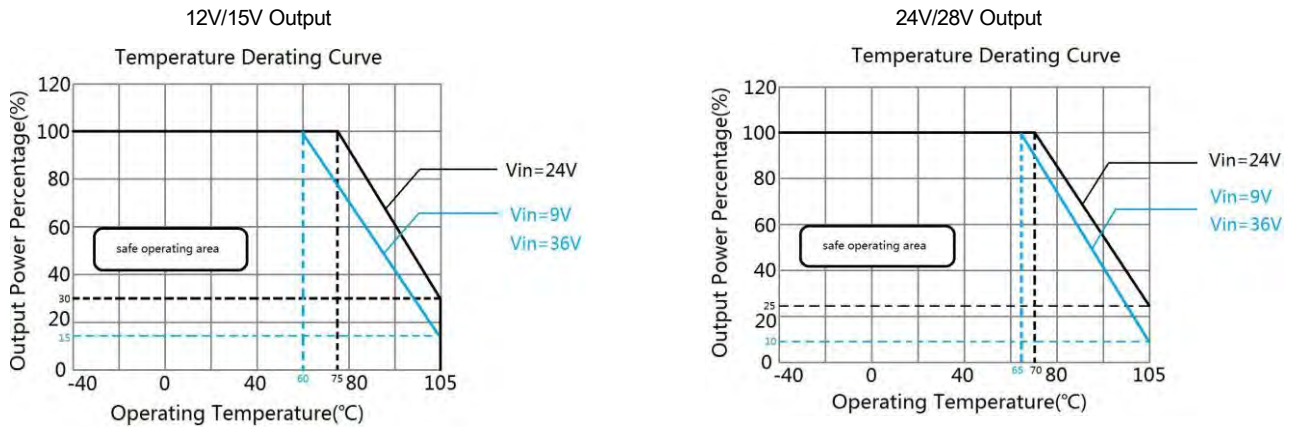 12V/15V Output
Temperature Derating Curve
Output Power Percentage(%)
120
100
80
60
40
30
20
15
0
safe operating area
Vin=24V
Vin=9V
Vin=36V
-40
0
40
60
75
80
105
Operating Temperature(℃)
24V/28V Output
Temperature Derating Curve
Output Power Percentage(%)
120
100
80
60
40
25
20
10
0
safe operating area
Vin=24V
Vin=9V
Vin=36V
-40
0
40
65
70
80
105
Operating Temperature(℃)